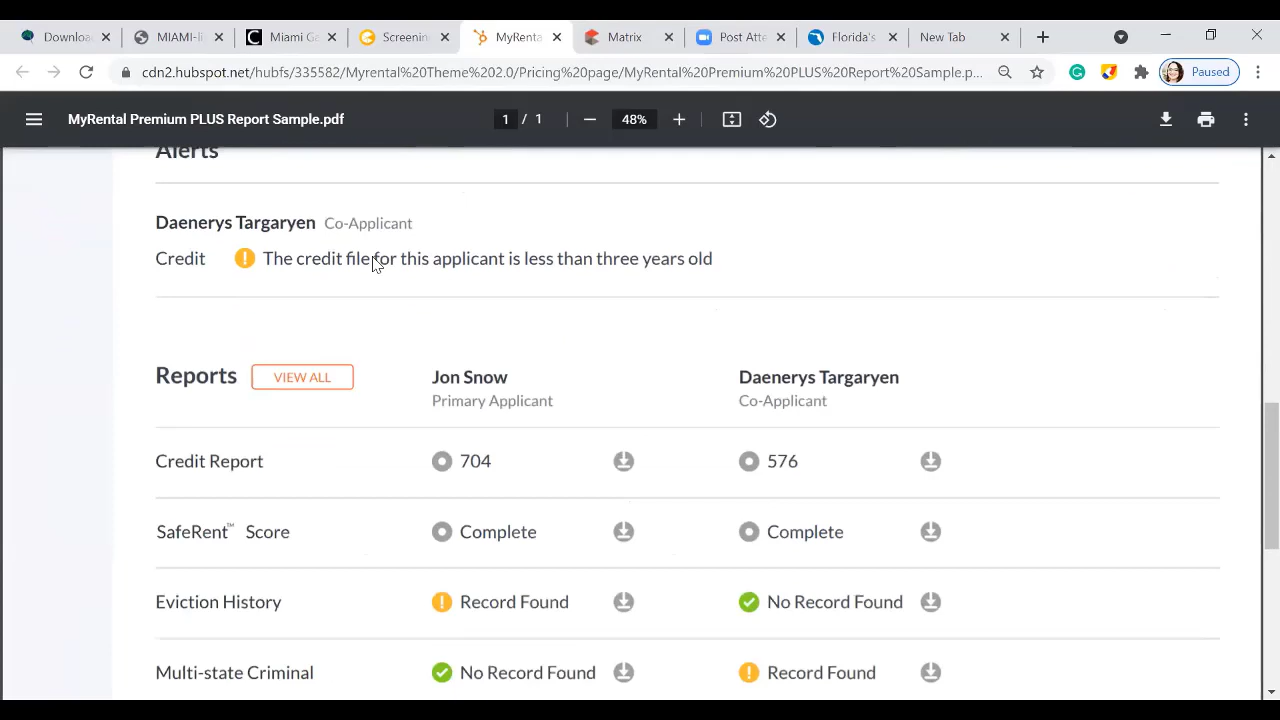 Downloa
MIAMI-li
Miami Ga
Screenin
MyRenta
Matrix
Post Atte
Florida's
New Tab
cdn2.hubspot.net/hubfs/335582/Myrental%20Theme%202.0/Pricing%20page/MyRental%20Premium%20PLUS%20Report%20Sample.p...
Paused
MyRental Premium PLUS Report Sample.pdf
1 / 1
48%
Alerts
Daenerys Targaryen Co-Applicant
Credit The credit file for this applicant is less than three years old
Reports VIEW ALL Jon Snow Daenerys Targaryen
Primary Applicant Co-Applicant
Credit Report 704 576
SafeRent™ Score Complete Complete
Eviction History Record Found No Record Found
Multi-state Criminal No Record Found Record Found